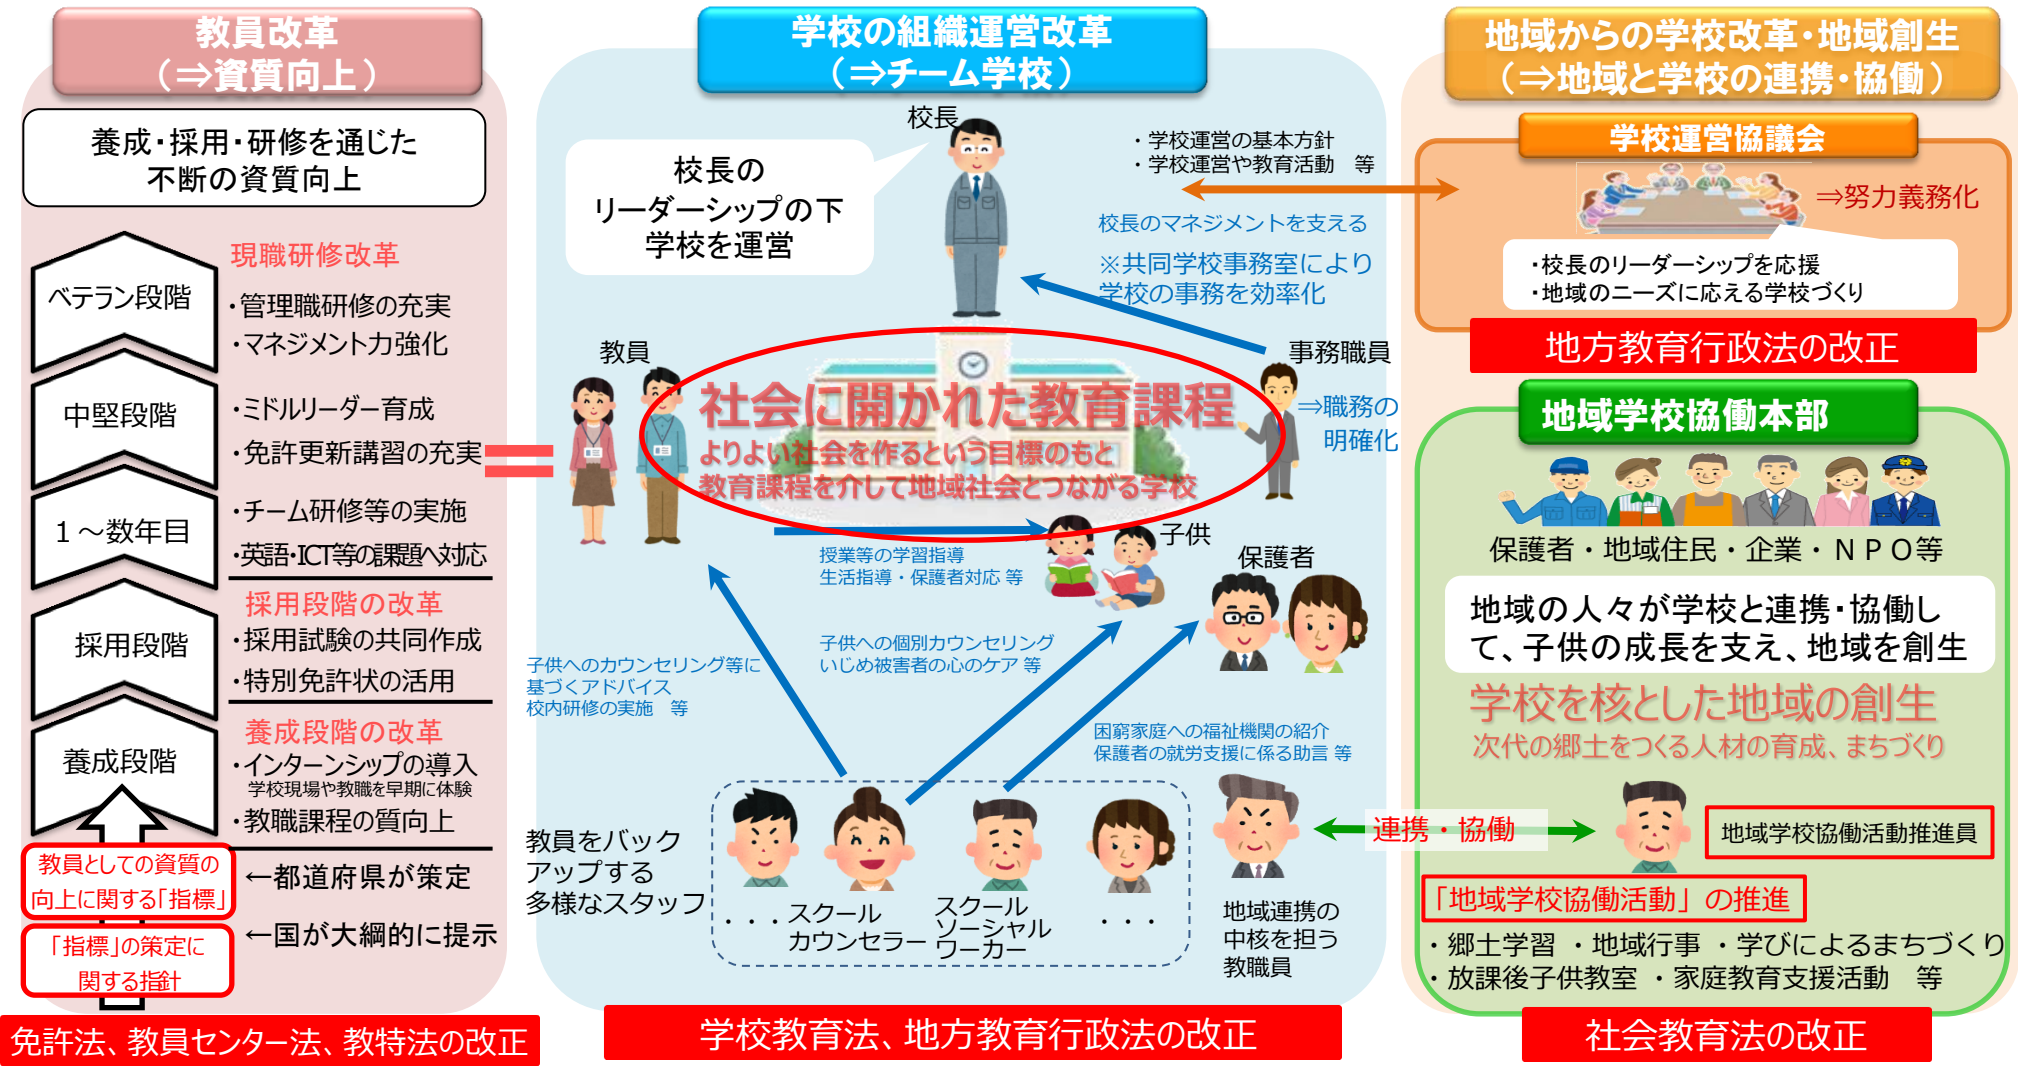 教員改革
（⇒資質向上）
養成・採用・研修を通じた
不断の資質向上
ベテラン段階
現職研修改革
・管理職研修の充実
・マネジメント力強化
中堅段階
・ミドルリーダー育成
・免許更新講習の充実
１～数年目
・チーム研修等の実施
・英語・ICT等の課題へ対応
採用段階
採用段階の改革
・採用試験の共同作成
・特別免許状の活用
養成段階
養成段階の改革
・インターンシップの導入
学校現場や教職を早期に体験
・教職課程の質向上
教員としての資質の
向上に関する「指標」
←都道府県が策定
「指標」の策定に
関する指針
←国が大綱的に提示
免許法、教員センター法、教特法の改正
学校の組織運営改革
（⇒チーム学校）
校長
校長の
リーダーシップの下
学校を運営
・学校運営の基本方針
・学校運営や教育活動　等
校長のマネジメントを支える
※共同学校事務室により
学校の事務を効率化
教員
事務職員
⇒職務の
明確化
社会に開かれた教育課程
よりよい社会を作るという目標のもと
教育課程を介して地域社会とつながる学校
子供
授業等の学習指導
生活指導・保護者対応 等
保護者
子供への個別カウンセリング
いじめ被害者の心のケア 等
子供へのカウンセリング等に
基づくアドバイス
校内研修の実施　等
困窮家庭への福祉機関の紹介
保護者の就労支援に係る助言 等
教員をバック
アップする
多様なスタッフ
・・・
スクール
カウンセラー
スクール
ソーシャル
ワーカー
・・・
地域連携の
中核を担う
教職員
連携・協働
学校教育法、地方教育行政法の改正
地域からの学校改革・地域創生
（⇒地域と学校の連携・協働）
学校運営協議会
⇒努力義務化
・校長のリーダーシップを応援
・地域のニーズに応える学校づくり
地方教育行政法の改正
地域学校協働本部
保護者・地域住民・企業・ＮＰＯ等
地域の人々が学校と連携・協働し
て、子供の成長を支え、地域を創生
学校を核とした地域の創生
次代の郷土をつくる人材の育成、まちづくり
地域学校協働活動推進員
「地域学校協働活動」の推進
・郷土学習 ・地域行事 ・学びによるまちづくり
・放課後子供教室 ・家庭教育支援活動　等
社会教育法の改正